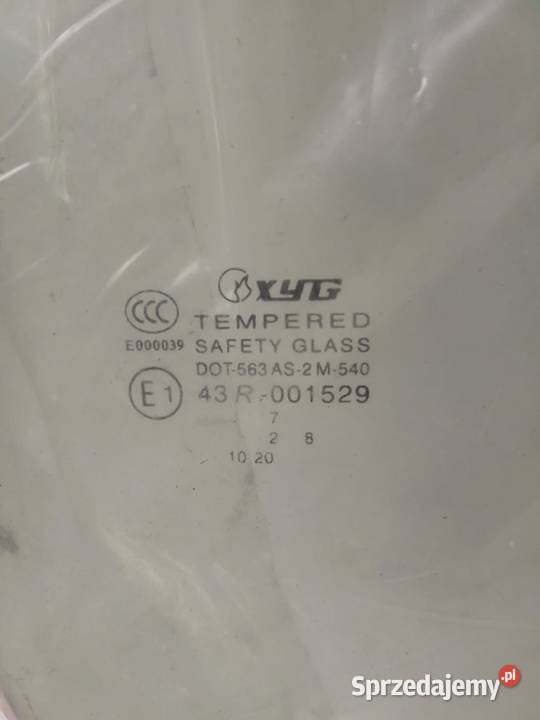 XYG
CCC
TEMPERED
E000039 SAFETY GLASS
DOT-563 AS-2 M-540
E1 43R-001529
7
2 8
10 20
Sprzedajemy.pl